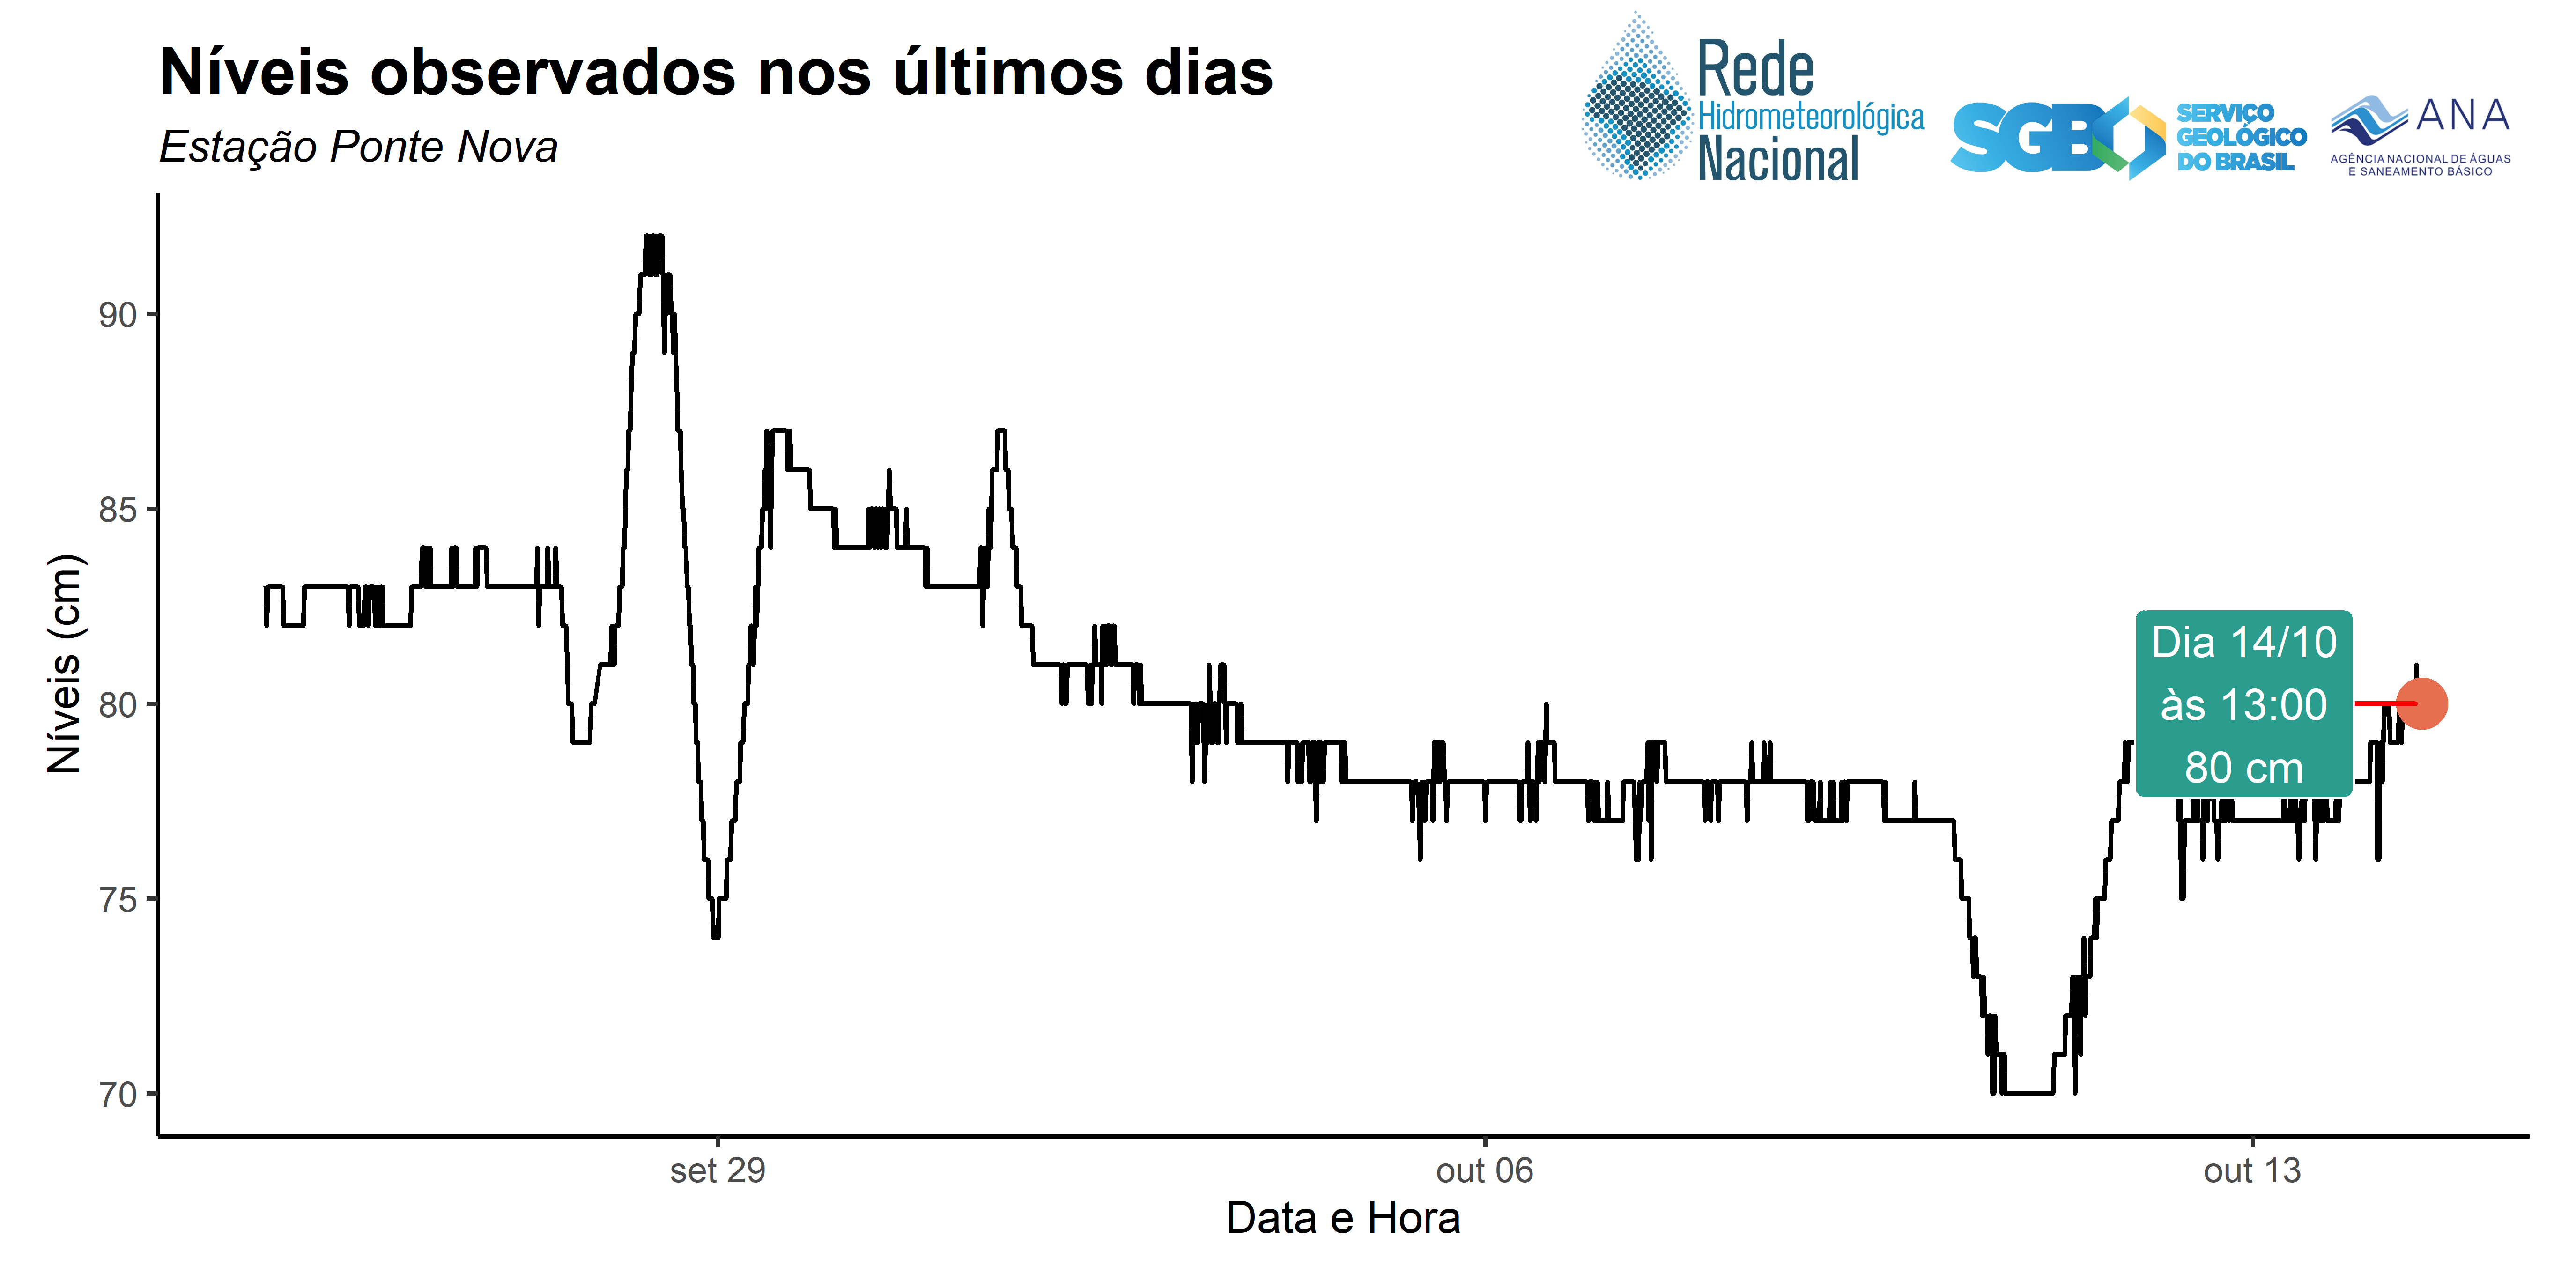 Níveis observados nos últimos dias
Estação Ponte Nova
Rede
Hidrometeorológica
Nacional
SGB
SERVIÇO
GEOLÓGICO
DO BRASIL
ANA
AGÊNCIA NACIONAL DE ÁGUAS
E SANEAMENTO BÁSICO
Níveis (cm)
90
85
80
75
70
Dia 14/10
às 13:00
80 cm
set 29
out 06
out 13
Data e Hora